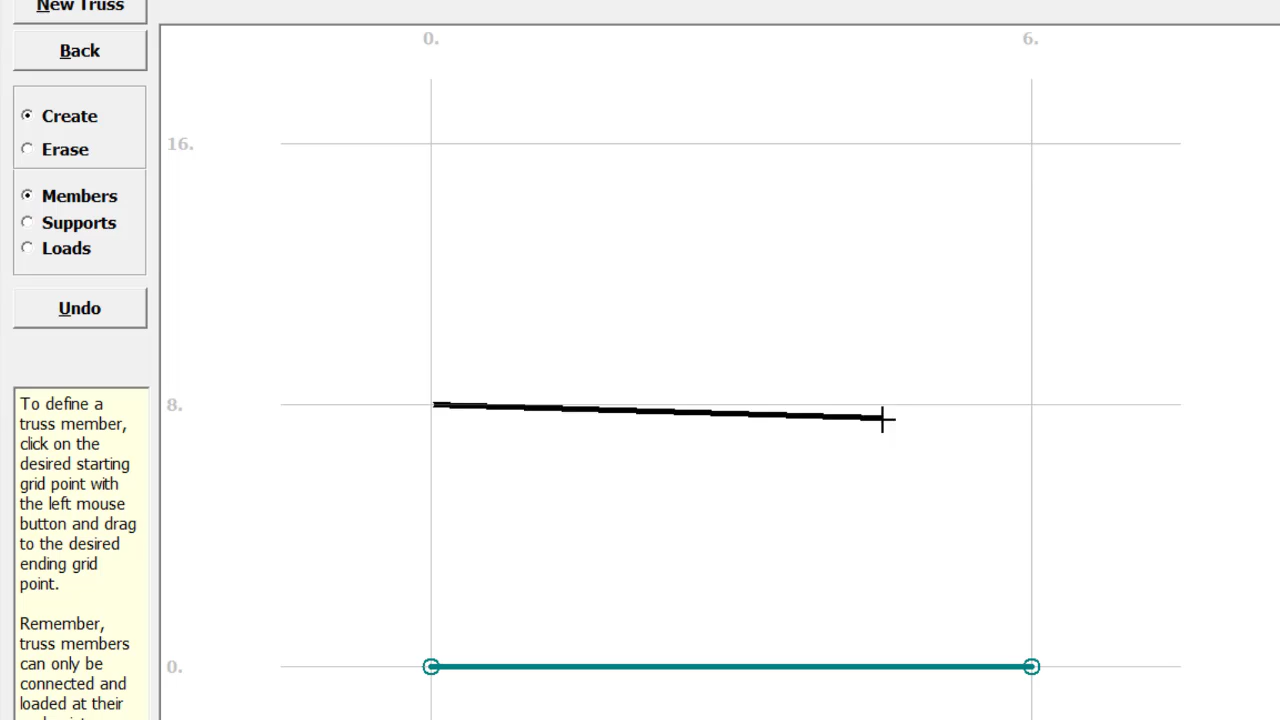 New Truss
Back
Create
Erase
Members
Supports
Loads
Undo
To define a
truss member,
click on the
desired starting
grid point with
the left mouse
button and drag
to the desired
ending grid
point.
Remember,
truss members
can only be
connected and
loaded at their
0. 6.
16.
8.
0.